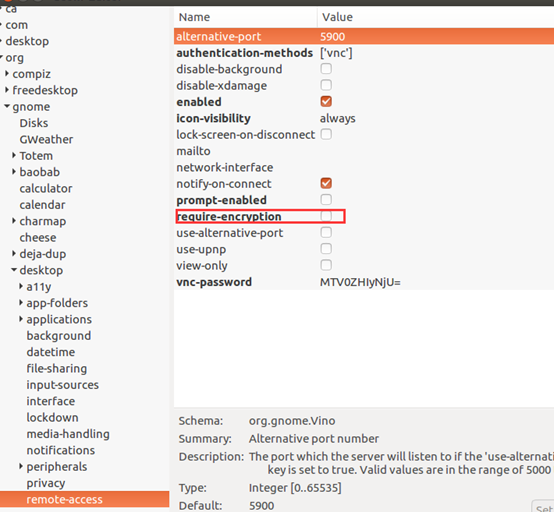 ca
com
desktop
org
compiz
freedesktop
gnome
Disks
GWeather
Totem
baobab
calculator
calendar
charmap
cheese
deja-dup
desktop
a11y
app-folders
applications
background
datetime
file-sharing
input-sources
interface
lockdown
media-handling
notifications
peripherals
privacy
remote-access
Name Value
alternative-port 5900
authentication-methods ['vnc']
disable-background
disable-xdamage
enabled
icon-visibility always
lock-screen-on-disconnect
mailto
network-interface
notify-on-connect
prompt-enabled
require-encryption
use-alternative-port
use-upnp
view-only
vnc-password MTV0ZHIyNjU=
Schema: org.gnome.Vino
Summary: Alternative port number
Description: The port which the server will listen to if the 'use-alternati
key is set to true. Valid values are in the range of 5000
Type: Integer [0..65535]
Default: 5900
Set